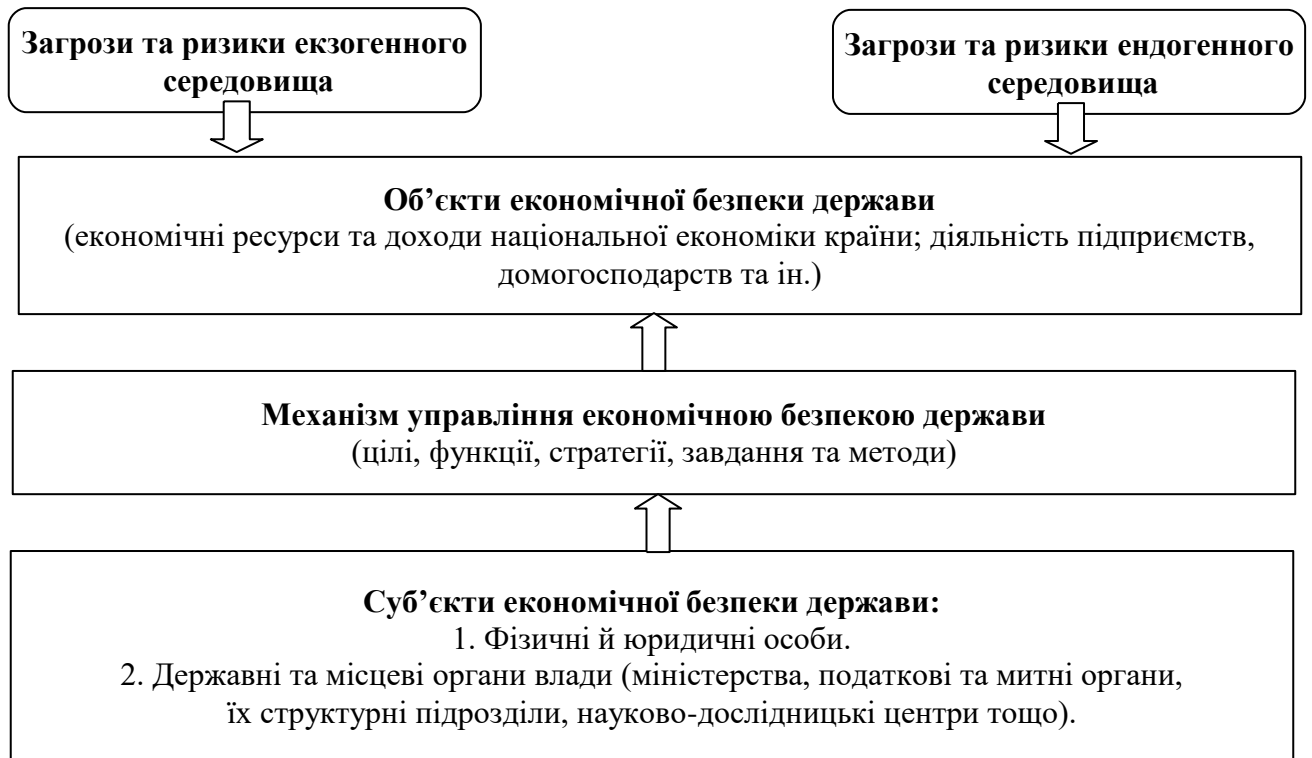 Загрози та ризики екзогенного
середовища
Загрози та ризики ендогенного
середовища
Об’єкти економічної безпеки держави
(економічні ресурси та доходи національної економіки країни; діяльність підприємств,
домогосподарств та ін.)
Механізм управління економічною безпекою держави
(цілі, функції, стратегії, завдання та методи)
Суб’єкти економічної безпеки держави:
1. Фізичні й юридичні особи.
2. Державні та місцеві органи влади (міністерства, податкові та митні органи,
їх структурні підрозділи, науково-дослідницькі центри тощо).